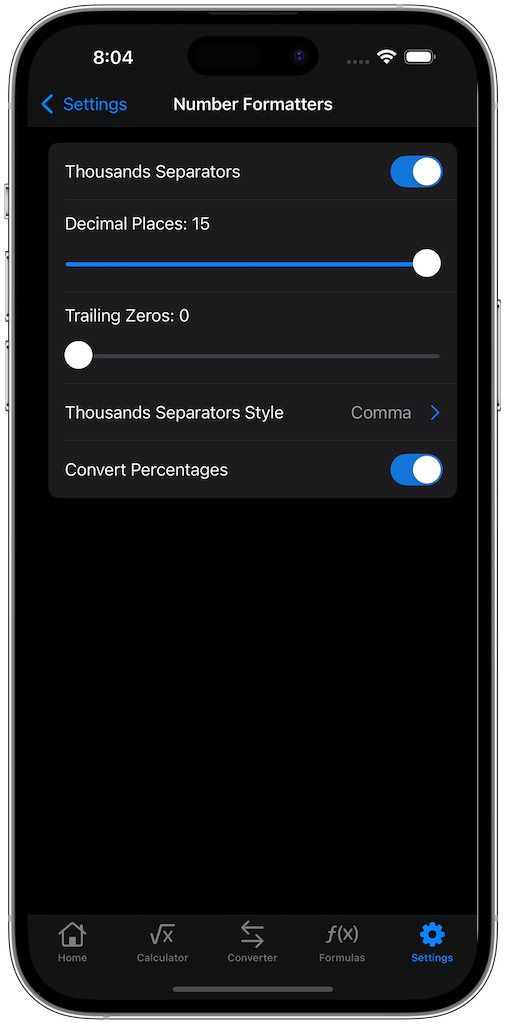 8:04
Settings
Number Formatters
Thousands Separators
Decimal Places: 15
Trailing Zeros: 0
Thousands Separators Style
Comma
Convert Percentages
√x
f(x)
Home
Calculator
Converter
Formulas
Settings